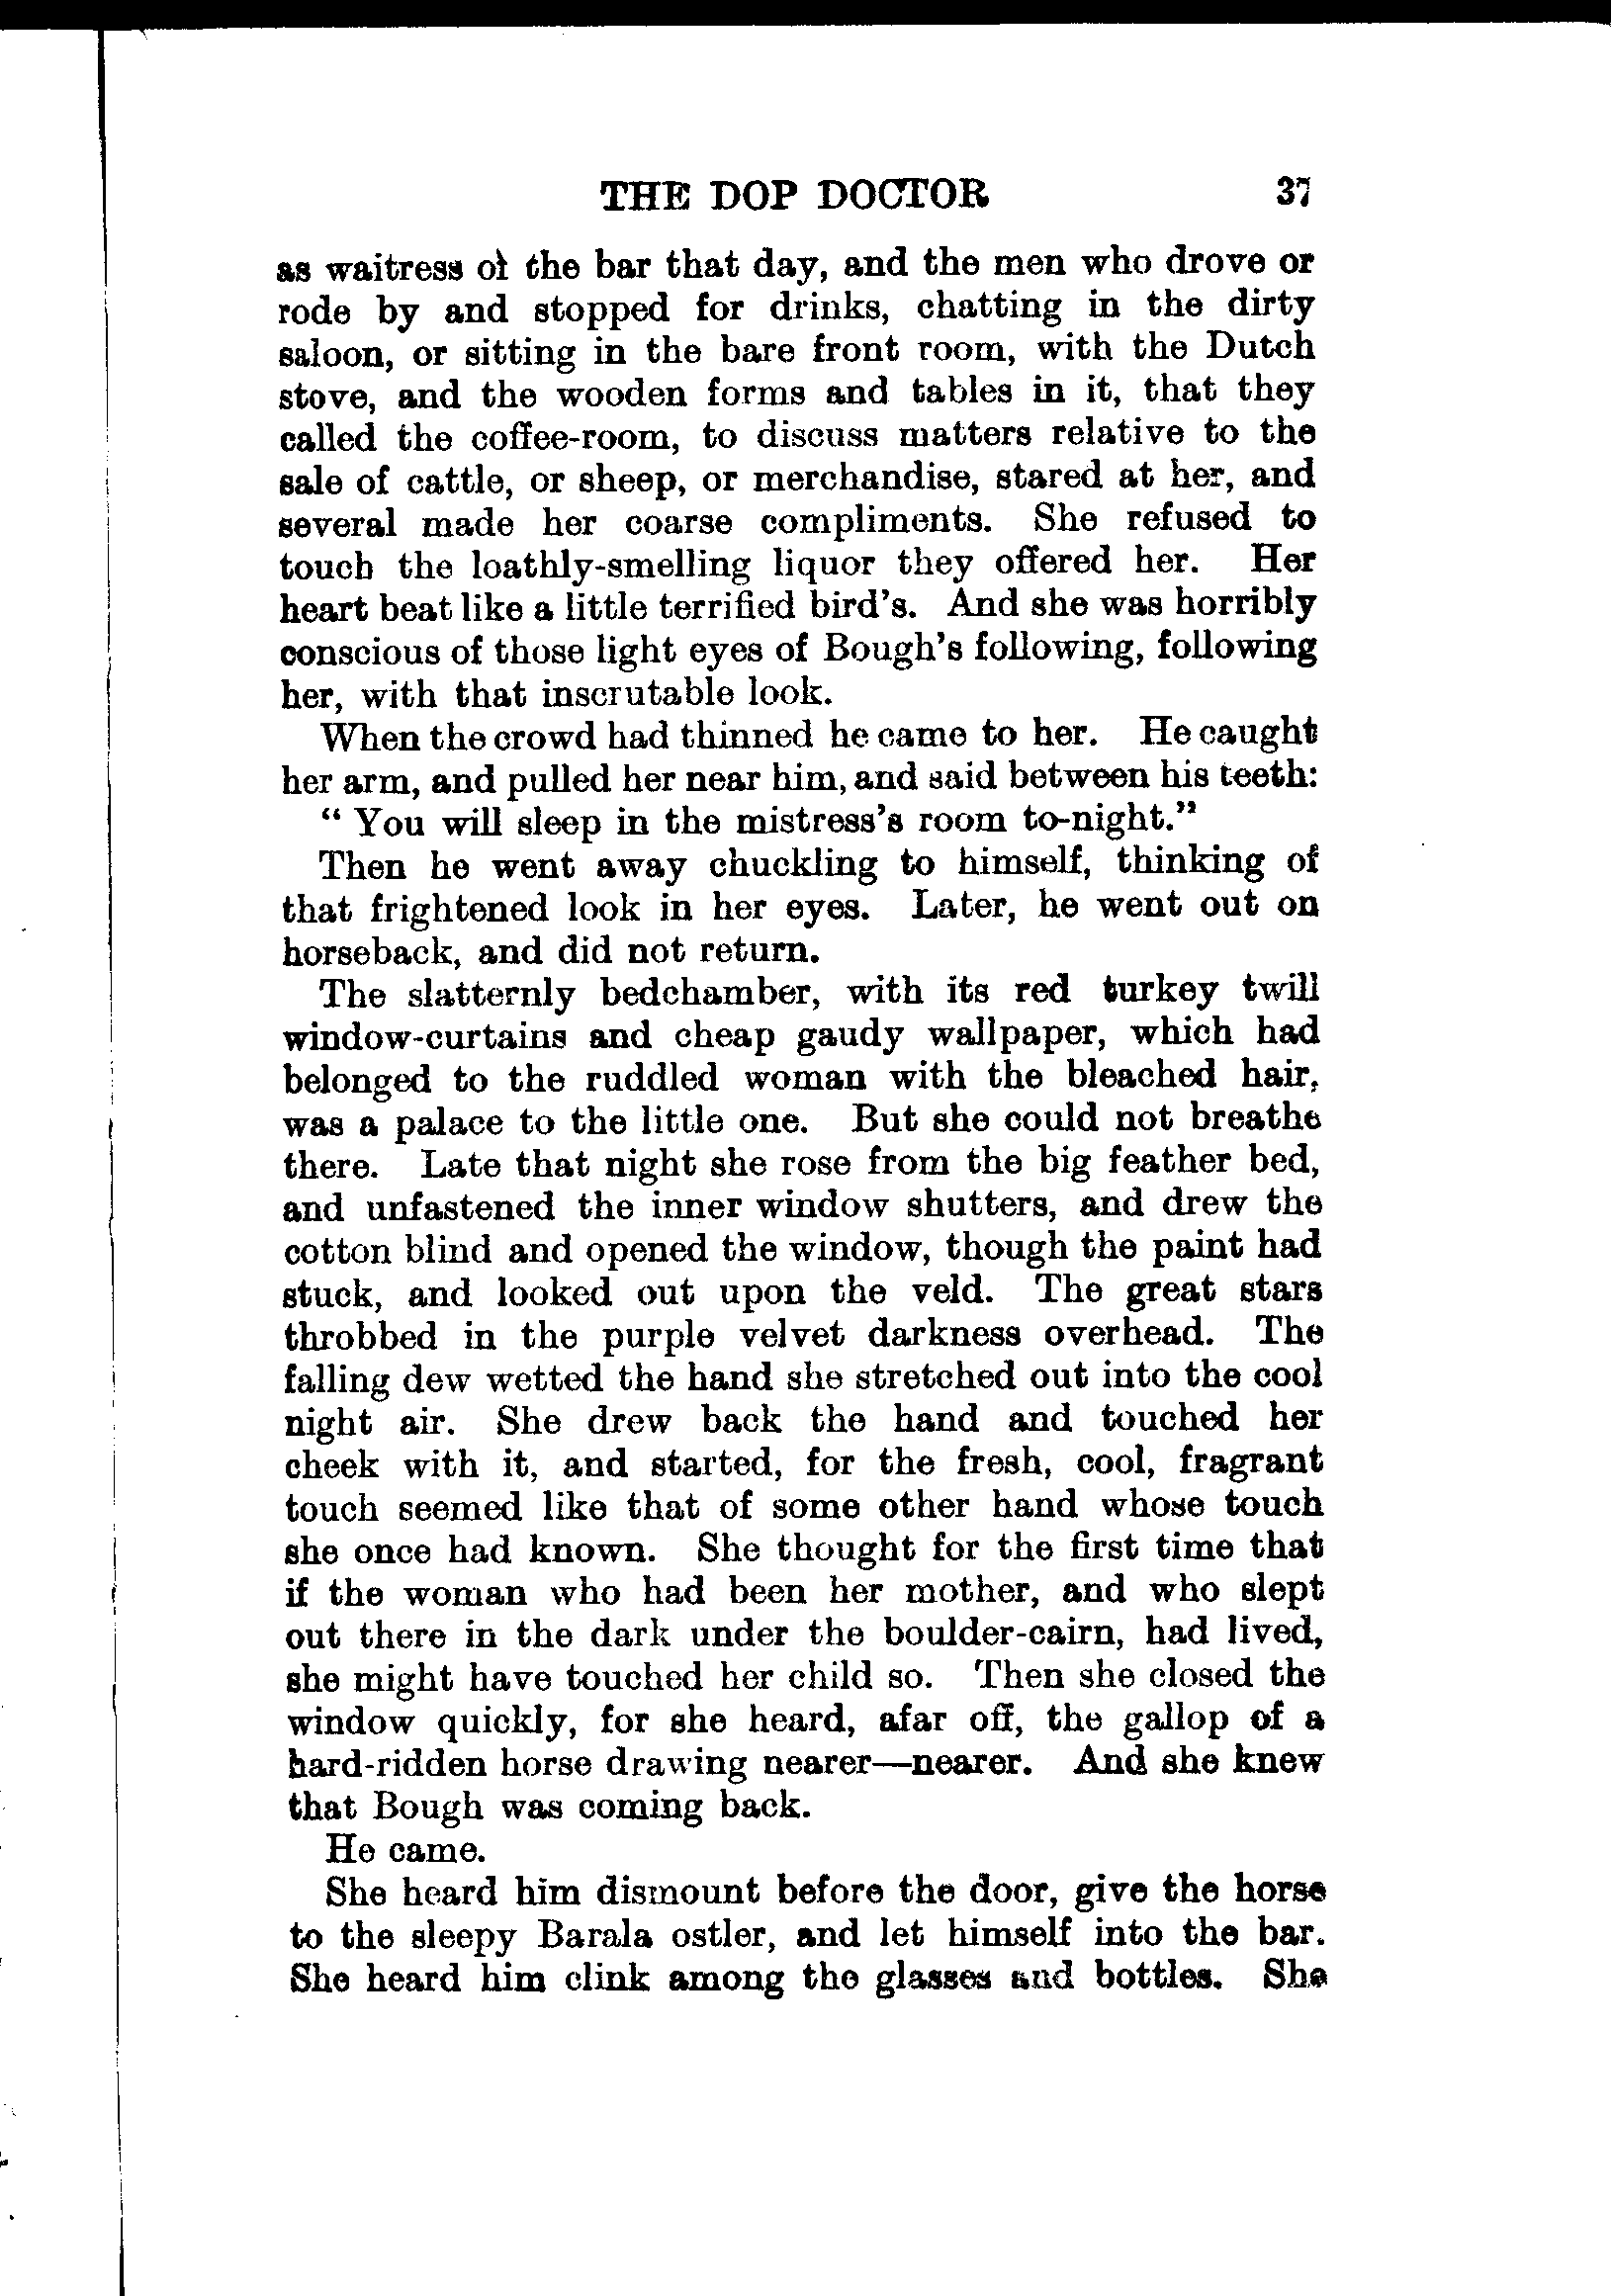 THE DOP DOCTOR 37
as waitress of the bar that day, and the men who drove or
rode by and stopped for drinks, chatting in the dirty
saloon, or sitting in the bare front room, with the Dutch
stove, and the wooden forms and tables in it, that they
called the coffee-room, to discuss matters relative to the
sale of cattle, or sheep, or merchandise, stared at her, and
several made her coarse compliments. She refused to
touch the loathly-smelling liquor they offered her. Her
heart beat like a little terrified bird's. And she was horribly
conscious of those light eyes of Bough's following, following
her, with that inscrutable look.
When the crowd had thinned he came to her. He caught
her arm, and pulled her near him, and said between his teeth:
" You will sleep in the mistress's room to-night."
Then he went away chuckling to himself, thinking of
that frightened look in her eyes. Later, he went out on
horseback, and did not return.
The slatternly bedchamber, with its red turkey twill
window-curtains and cheap gaudy wallpaper, which had
belonged to the ruddled woman with the bleached hair,
was a palace to the little one. But she could not breathe
there. Late that night she rose from the big feather bed,
and unfastened the inner window shutters, and drew the
cotton blind and opened the window, though the paint had
stuck, and looked out upon the veld. The great stars
throbbed in the purple velvet darkness overhead. The
falling dew wetted the hand she stretched out into the cool
night air. She drew back the hand and touched her
cheek with it, and started, for the fresh, cool, fragrant
touch seemed like that of some other hand whose touch
she once had known. She thought for the first time that
if the woman who had been her mother, and who slept
out there in the dark under the boulder-cairn, had lived,
she might have touched her child so. Then she closed the
window quickly, for she heard, afar off, the gallop of a
hard-ridden horse drawing nearer—nearer. And she knew
that Bough was coming back.
He came.
She heard him dismount before the door, give the horse
to the sleepy Barala ostler, and let himself into the bar.
She heard him clink among the glasses and bottles. She